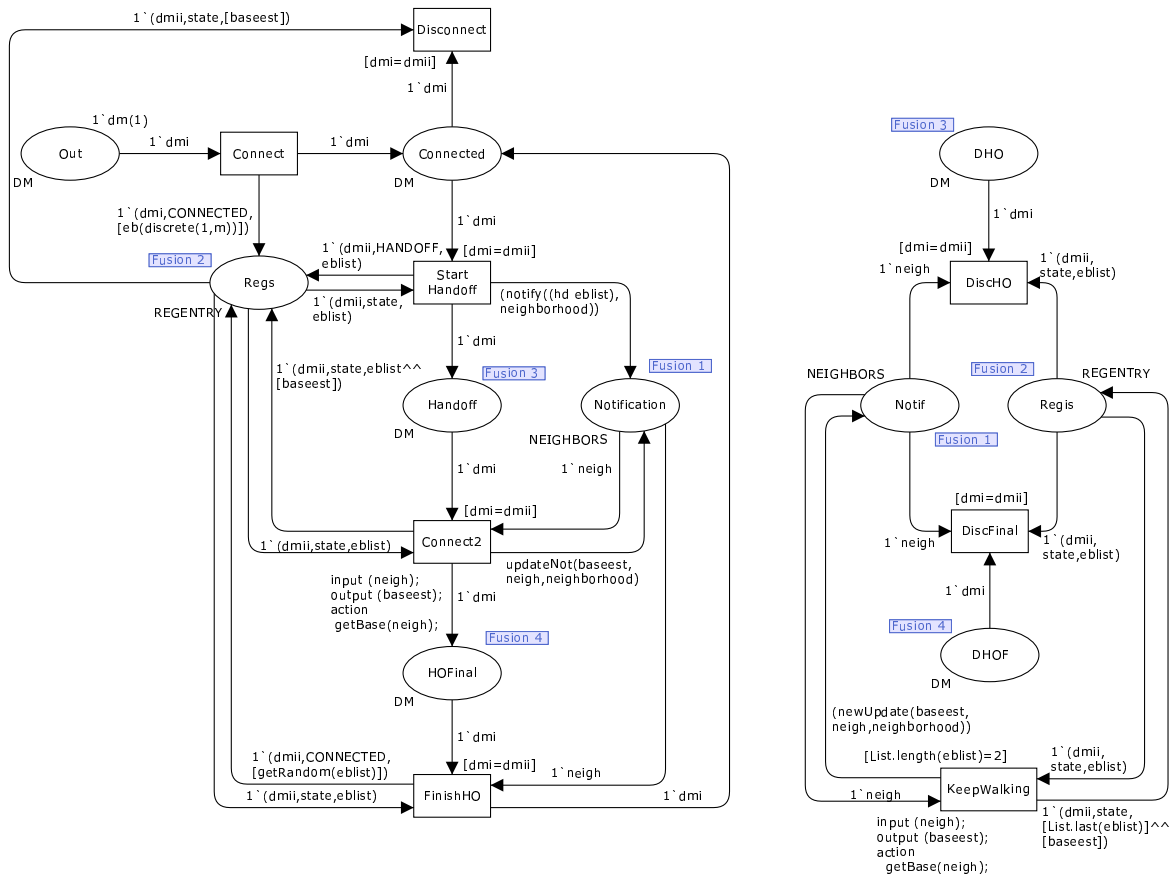 1`(dmii,state,[baseest])
Disconnect
[dmi=dmii]
1`dmi
1`dm(1)
Out
DM
1`dmi
Connect
1`dmi
Connected
DM
1`(dmi,CONNECTED,
[eb(discrete(1,m))])
1`dmi
Fusion 2
Regs
REGENTRY
1`(dmii,HANDOFF,
eblist)
1`(dmii,state,
eblist)
[dmi=dmii]
Start
Handoff
(notify((hd eblist),
neighborhood))
1`dmi
1`(dmii,state,eblist^^
[baseest])
Fusion 3
Handoff
DM
Fusion 1
Notification
NEIGHBORS
1`dmi
1`neigh
[dmi=dmii]
Connect2
1`(dmii,state,eblist)
updateNot(baseest,
neigh,neighborhood)
input (neigh);
output (baseest);
action
getBase(neigh);
1`dmi
Fusion 4
HOFinal
DM
1`dmi
1`(dmii,CONNECTED,
[getRandom(eblist)])
[dmi=dmii]
1`neigh
FinishHO
1`(dmii,state,eblist)
1`dmi
Fusion 3
DHO
DM
1`dmi
[dmi=dmii]
1`neigh
1`(dmii,
state,eblist)
DiscHO
NEIGHBORS
Notif
Fusion 1
Fusion 2
REGENTRY
Regis
[dmi=dmii]
DiscFinal
1`neigh
1`(dmii,
state,eblist)
1`dmi
Fusion 4
DHOF
DM
(newUpdate(baseest,
neigh,neighborhood))
[List.length(eblist)=2]
1`(dmii,
state,eblist)
KeepWalking
1`neigh
1`(dmii,state,
[List.last(eblist)]^^
[baseest])
input (neigh);
output (baseest);
action
getBase(neigh);